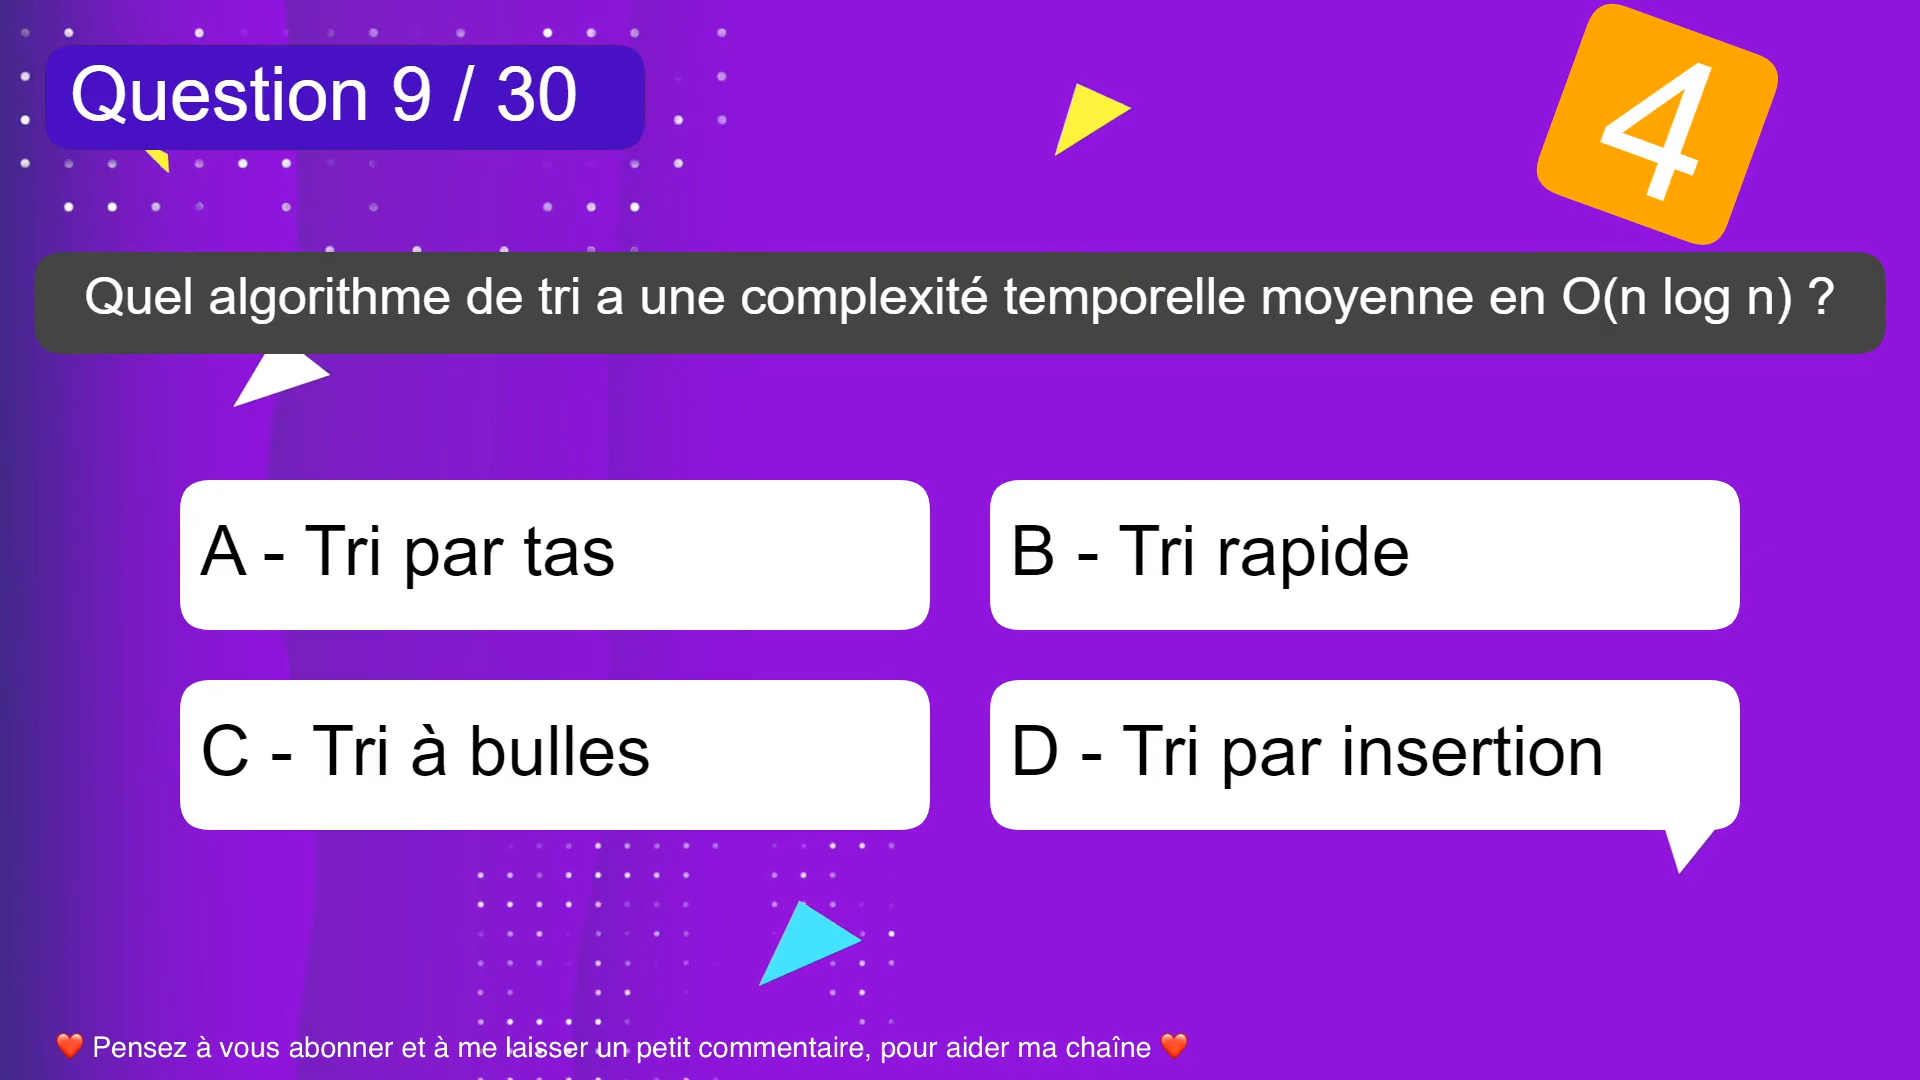 Question 9 / 30
4
Quel algorithme de tri a une complexité temporelle moyenne en O(n log n) ?
A - Tri par tas
B - Tri rapide
C - Tri à bulles
D - Tri par insertion
❤️ Pensez à vous abonner et à me laisser un petit commentaire, pour aider ma chaîne ❤️